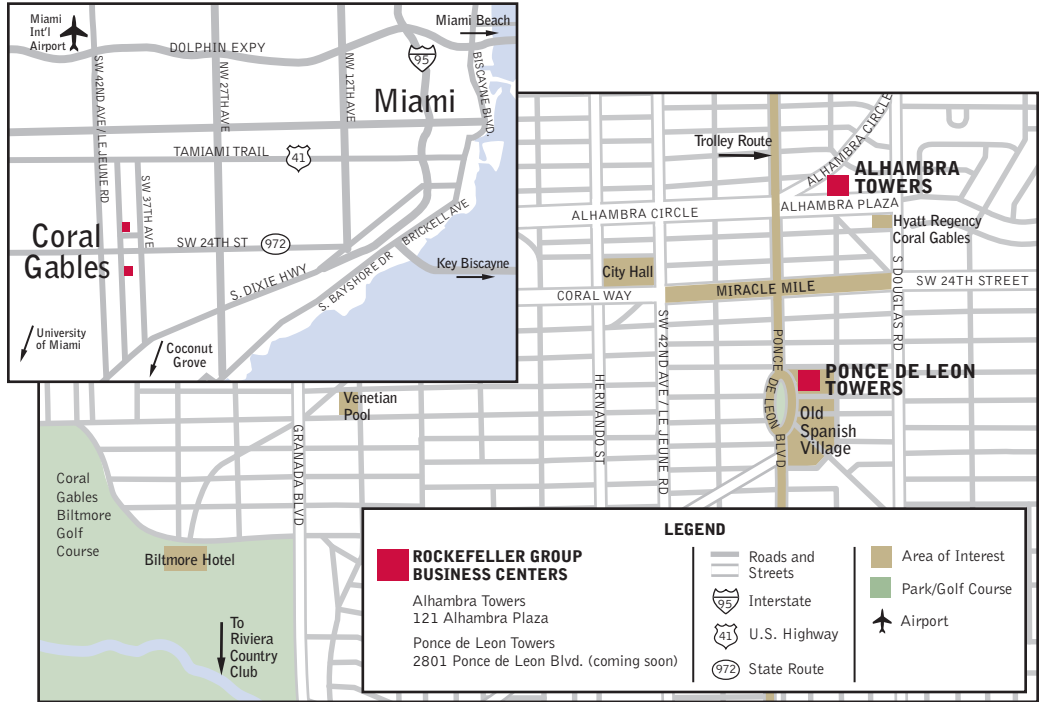 Miami
Int'l
Airport
Miami Beach
DOLPHIN EXPY
95
SW 42ND AVE / LE JEUNE RD
NW 27TH AVE
NW 12TH AVE
BISCAYNE BLVD.
Miami
TAMIAMI TRAIL
41
SW 37TH AVE
Coral
Gables
SW 24TH ST
972
BRICKELL AVE
S. DIXIE HWY
S. BAYSHORE DR
Key Biscayne
University
of Miami
Coconut
Grove
Trolley Route
ALHAMBRA CIRCLE
ALHAMBRA
TOWERS
ALHAMBRA PLAZA
ALHAMBRA CIRCLE
Hyatt Regency
Coral Gables
City Hall
S DOUGLAS RD
SW 24TH STREET
MIRACLE MILE
CORAL WAY
SW 42ND AVE / LE JEUNE RD
HERNANDO ST
PONCE DE LEON BLVD
PONCE DE LEON
TOWERS
Old
Spanish
Village
Venetian
Pool
GRANADA BLVD
Coral
Gables
Biltmore
Golf
Course
Biltmore Hotel
To
Riviera
Country
Club
LEGEND
ROCKEFELLER GROUP
BUSINESS CENTERS
Alhambra Towers
121 Alhambra Plaza
Ponce de Leon Towers
2801 Ponce de Leon Blvd. (coming soon)
Roads and
Streets
95 Interstate
41 U.S. Highway
972 State Route
Area of Interest
Park/Golf Course
Airport